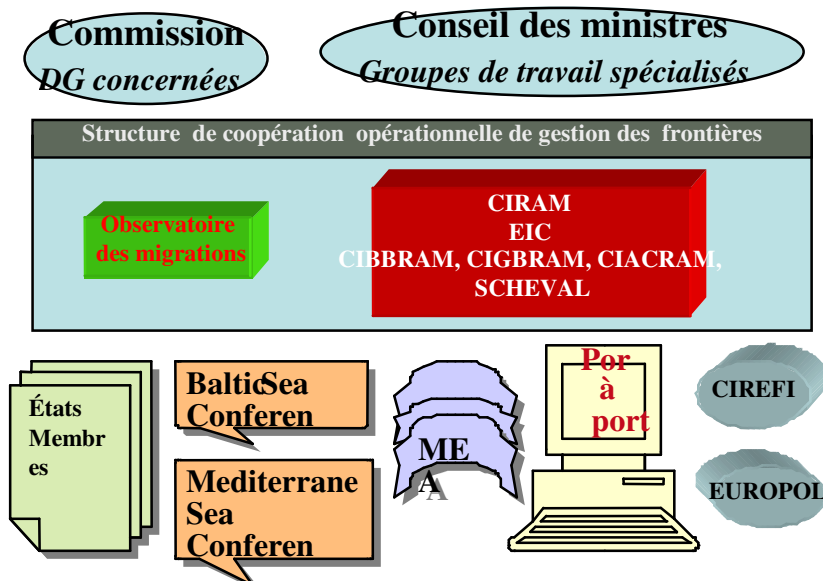 Commission
DG concernées
Conseil des ministres
Groupes de travail spécialisés
Structure de coopération opérationnelle de gestion des frontières
Observatoire
des migrations
CIRAM
EIC
CIBBRAM, CIGBRAM, CIACRAM,
SCHEVAL
États
Membr
es
BalticSea
Conferen
Mediterrane
Sea
Conferen
ME
A
Por
à
port
CIREFI
EUROPOL